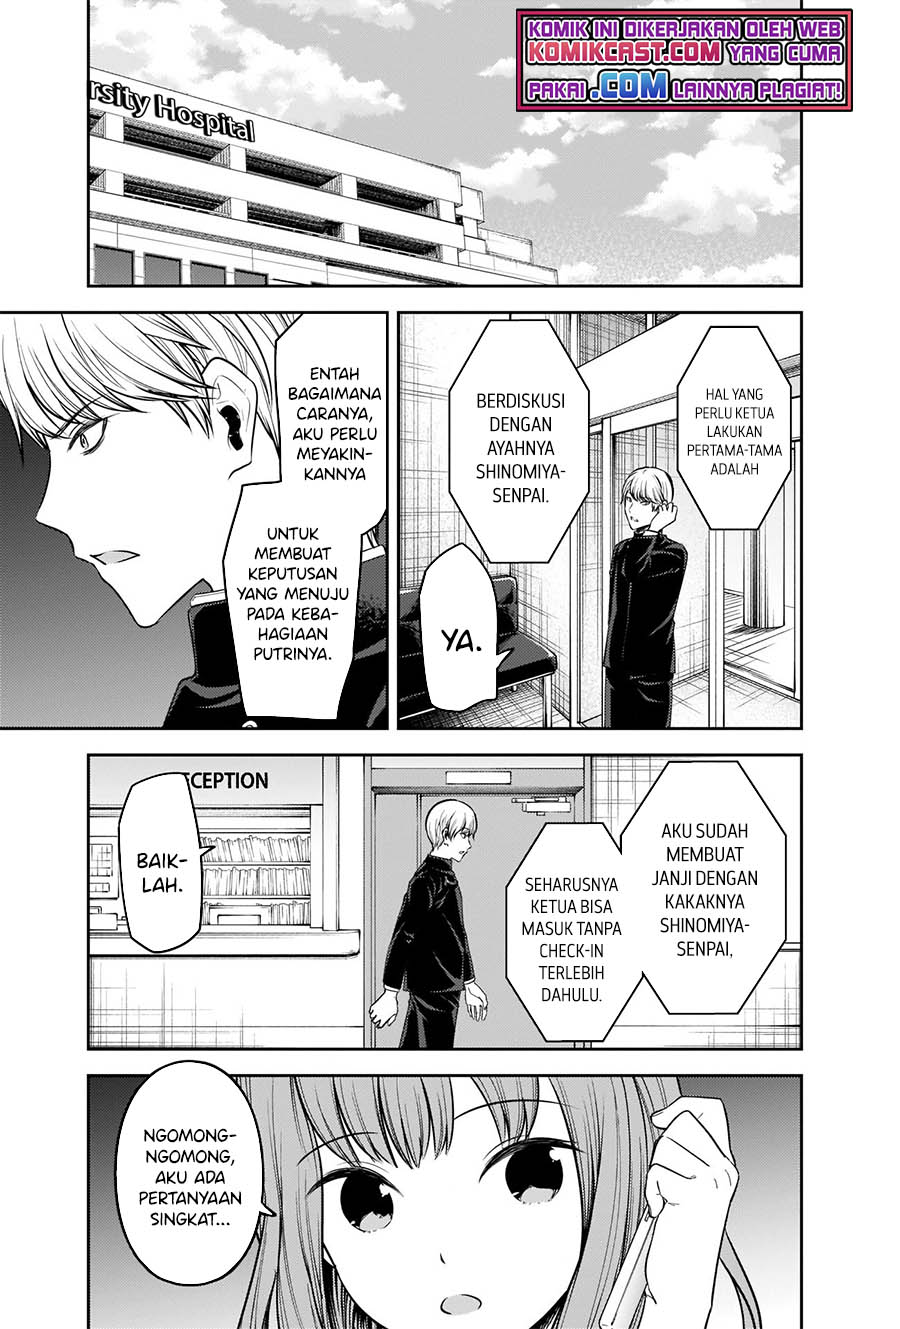 KOMIK INI DIKERJAKAN OLEH WEB
KOMIKCAST.COM YANG CUMA
PAKAI .COM LAINNYA PLAGIAT!
rsity Hospital
HAL YANG
PERLU KETUA
LAKUKAN
PERTAMA-TAMA
ADALAH
BERDISKUSI
DENGAN
AYAHNYA
SHINOMIYA-
SENPAI.
YA.
ENTAH
BAGAIMANA
CARANYA,
AKU PERLU
MEYAKIN-
KANNYA
UNTUK
MEMBUAT
KEPUTUSAN
YANG MENUJU
PADA KEBA-
HAGIAAN
PUTRINYA.
AKU SUDAH
MEMBUAT
JANJI DENGAN
KAKAKNYA
SHINOMIYA-
SENPAI,
SEHARUSNYA
KETUA BISA
MASUK TANPA
CHECK-IN
TERLEBIH
DAHULU.
ECEPTION
BAIK-
LAH.
NGOMONG-
NGOMONG,
AKU ADA
PERTANYAAN
SINGKAT...